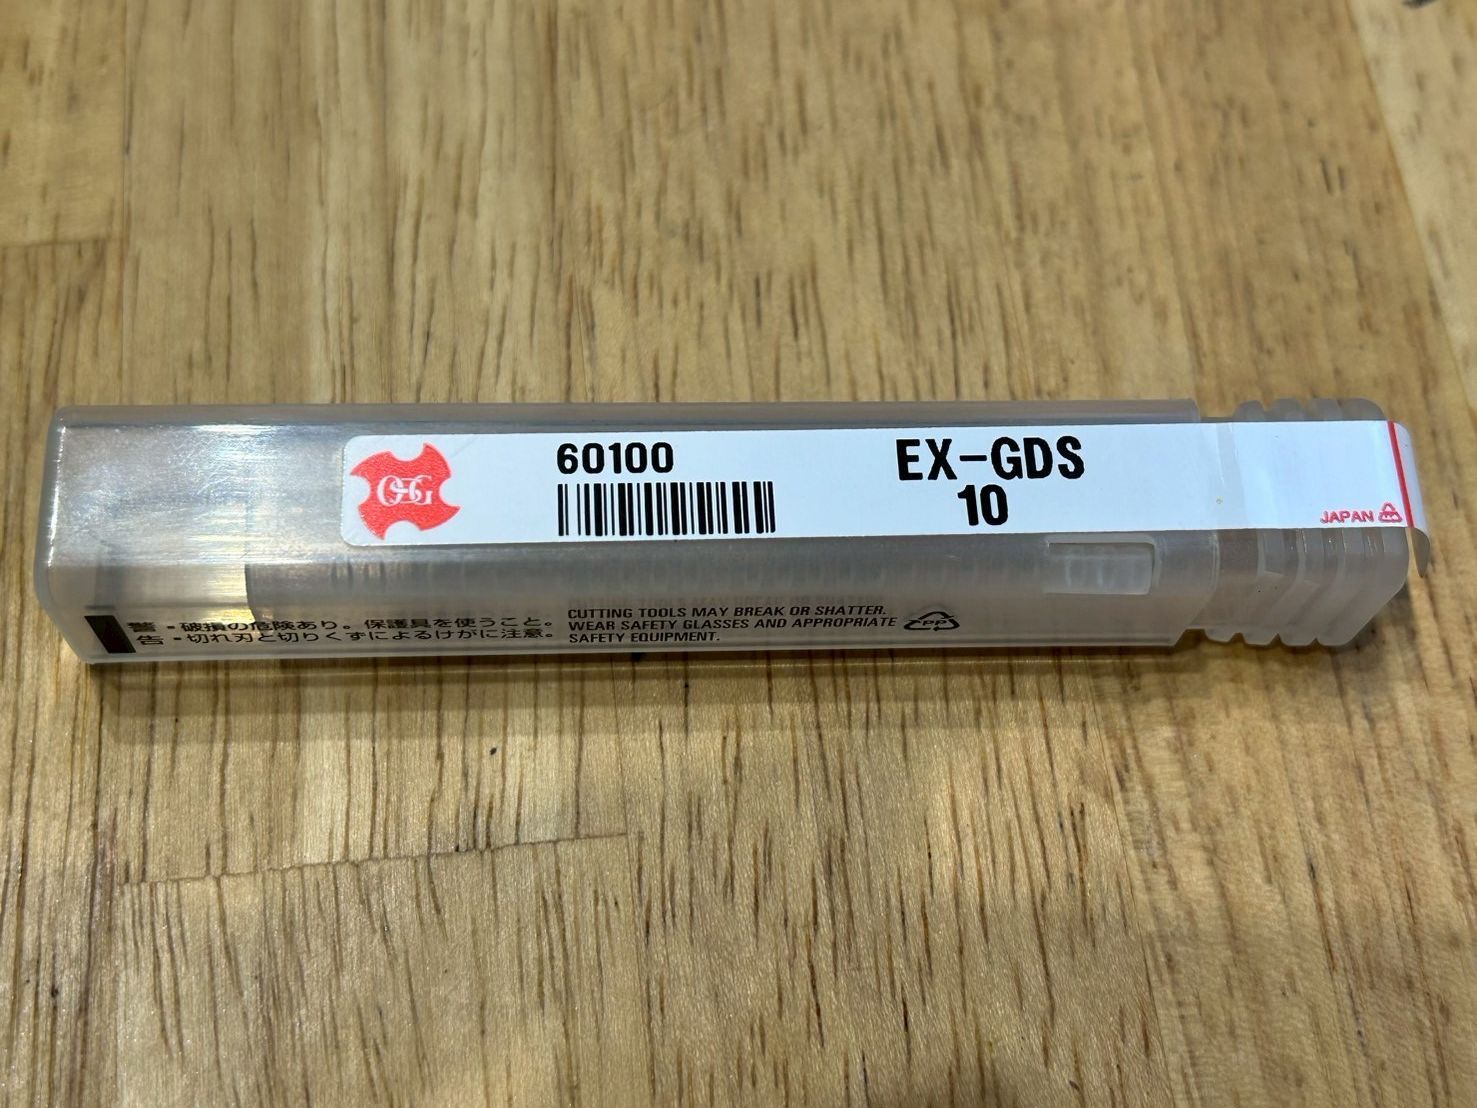 OSG
60100
EX-GDS
10
JAPAN
警告・破損の危険あり。保護具を使うこと。
・切れ刃と切りくずによるけがに注意。
CUTTING TOOLS MAY BREAK OR SHATTER.
WEAR SAFETY GLASSES AND APPROPRIATE
SAFETY EQUIPMENT.
PP